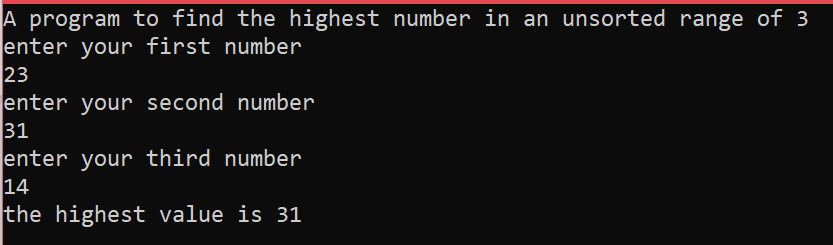 A program to find the highest number in an unsorted range of 3
enter your first number
23
enter your second number
31
enter your third number
14
the highest value is 31